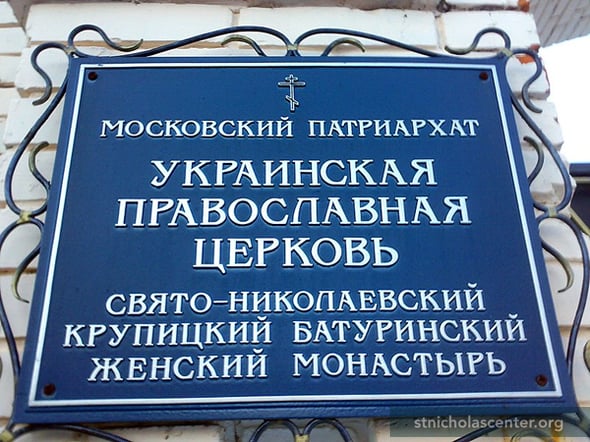 МОСКОВСКИЙ ПАТРИАРХАТ
УКРАИНСКАЯ
ПРАВОСЛАВНАЯ
ЦЕРКОВЬ
СВЯТО-НИКОЛАЕВСКИЙ
КРУПИЦКИЙ БАТУРИНСКИЙ
ЖЕНСКИЙ МОНАСТЫРЬ
stnicholascenter.org